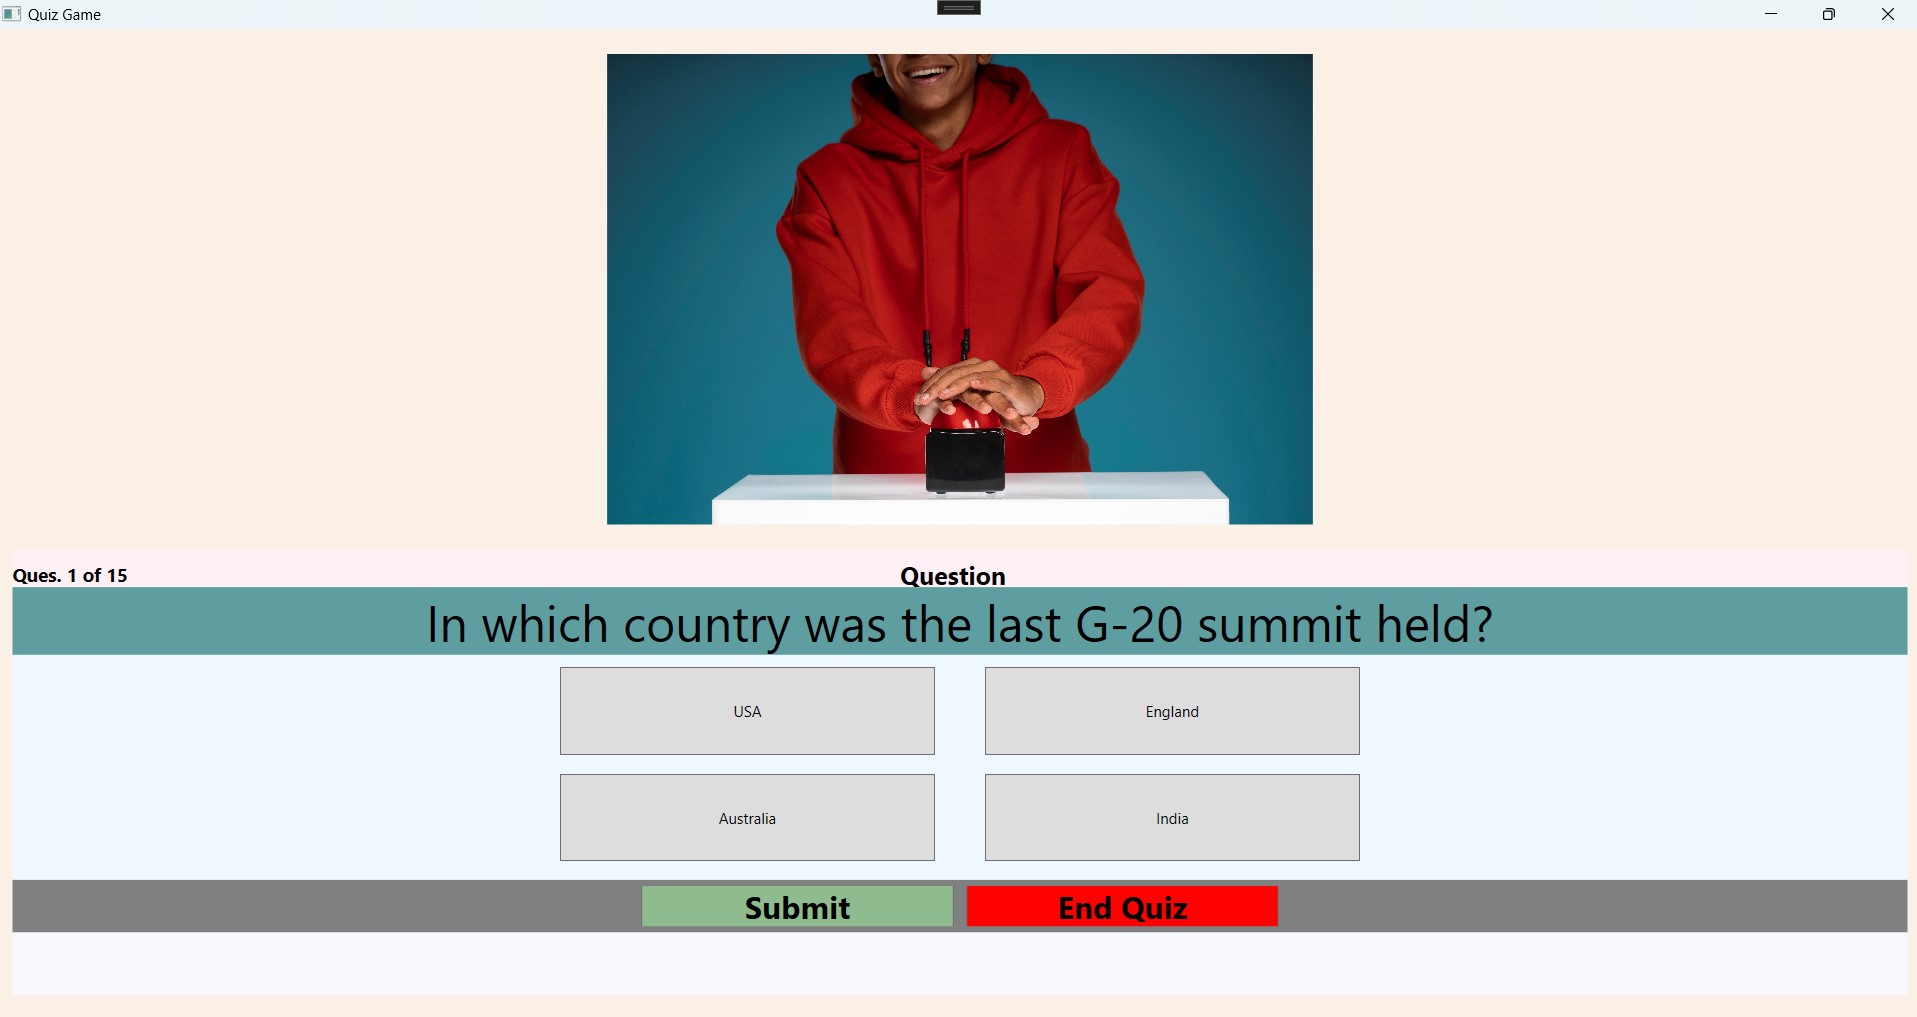 Quiz Game
Ques. 1 of 15
Question
In which country was the last G-20 summit held?
USA
England
Australia
India
Submit
End Quiz